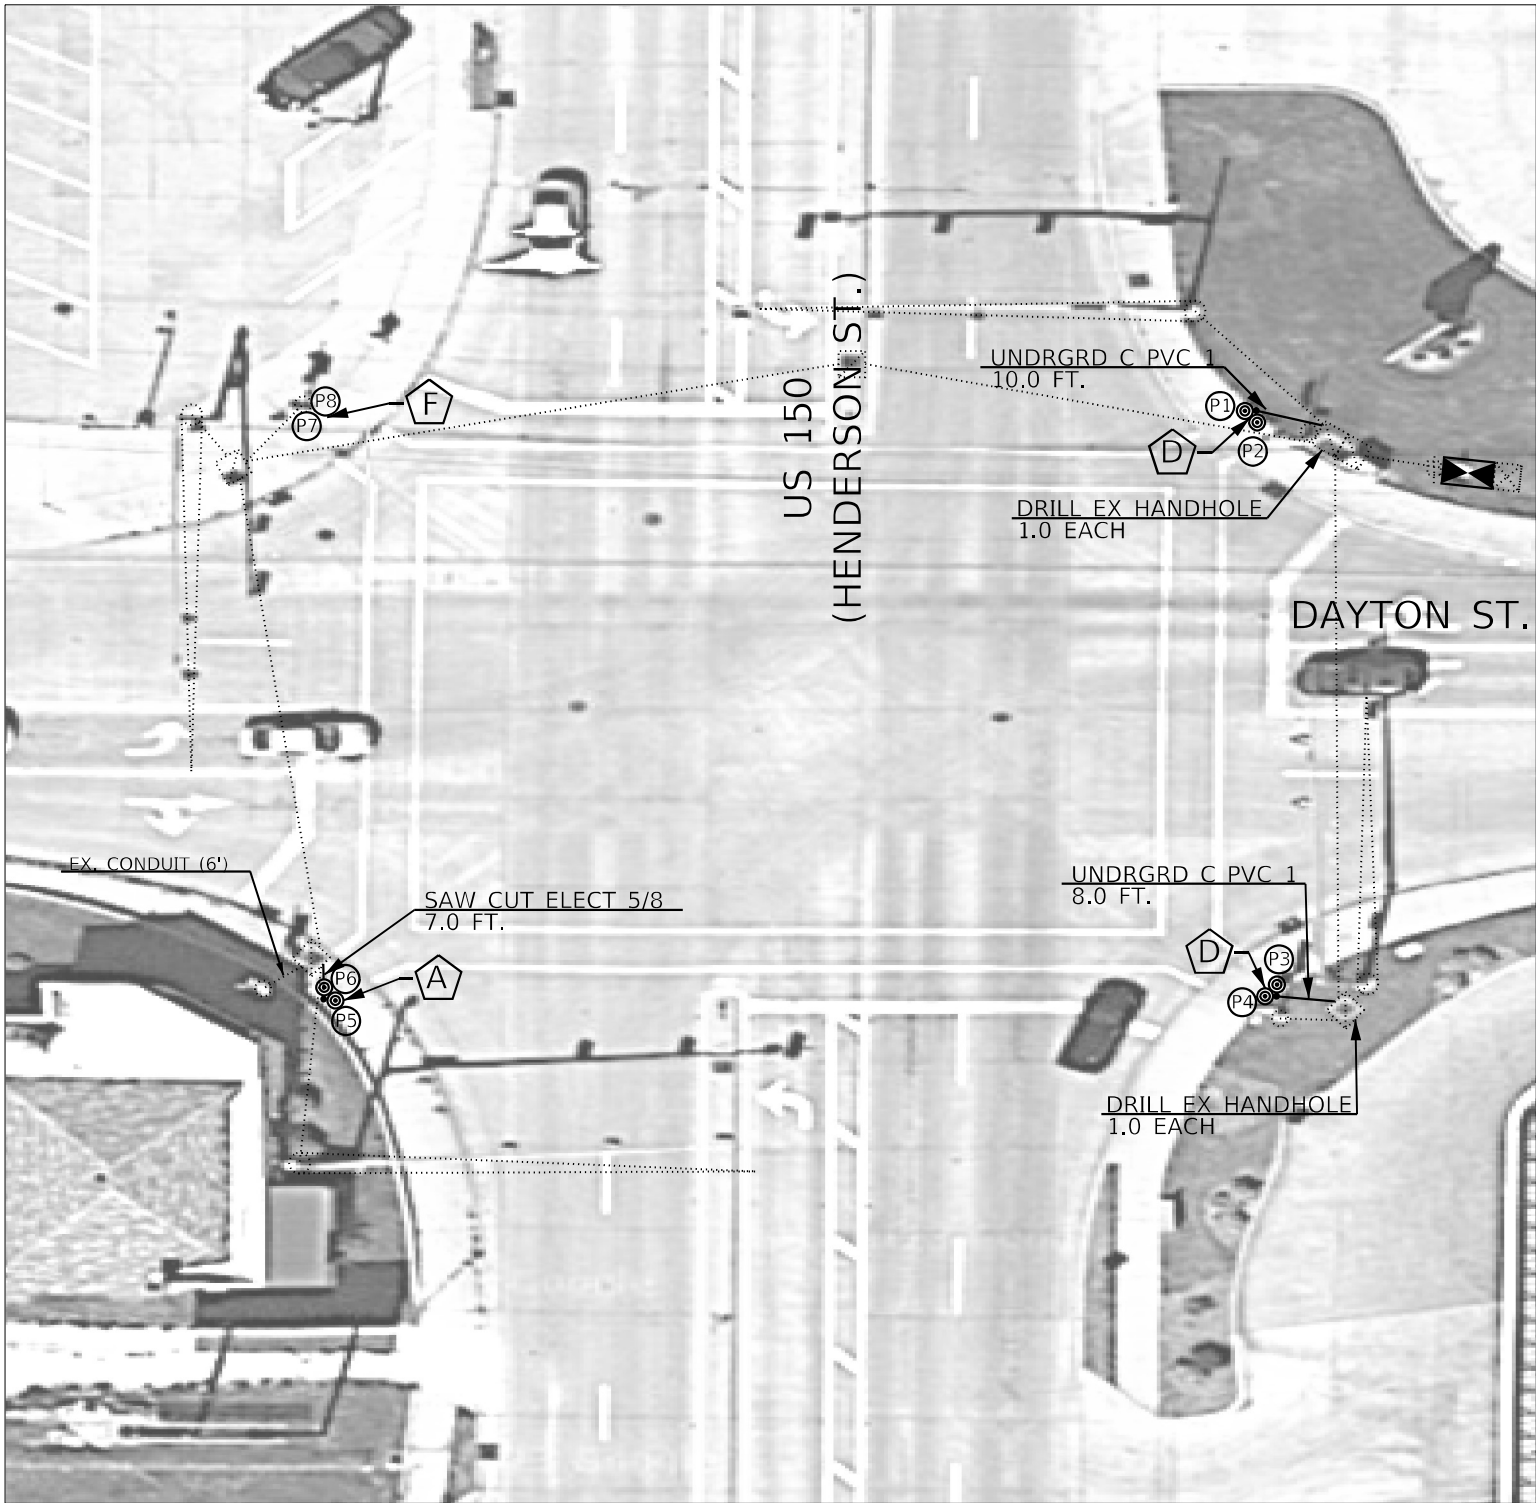 US 150
(HENDERSON ST.)
UNDRGRD C PVC 1
10.0 FT.
P8
P7
F
P1
D
P2
DRILL EX HANDHOLE
1.0 EACH
DAYTON ST.
EX. CONDUIT (6')
SAW CUT ELECT 5/8
7.0 FT.
P6
A
P5
UNDRGRD C PVC 1
8.0 FT.
D
P3
P4
DRILL EX HANDHOLE
1.0 EACH